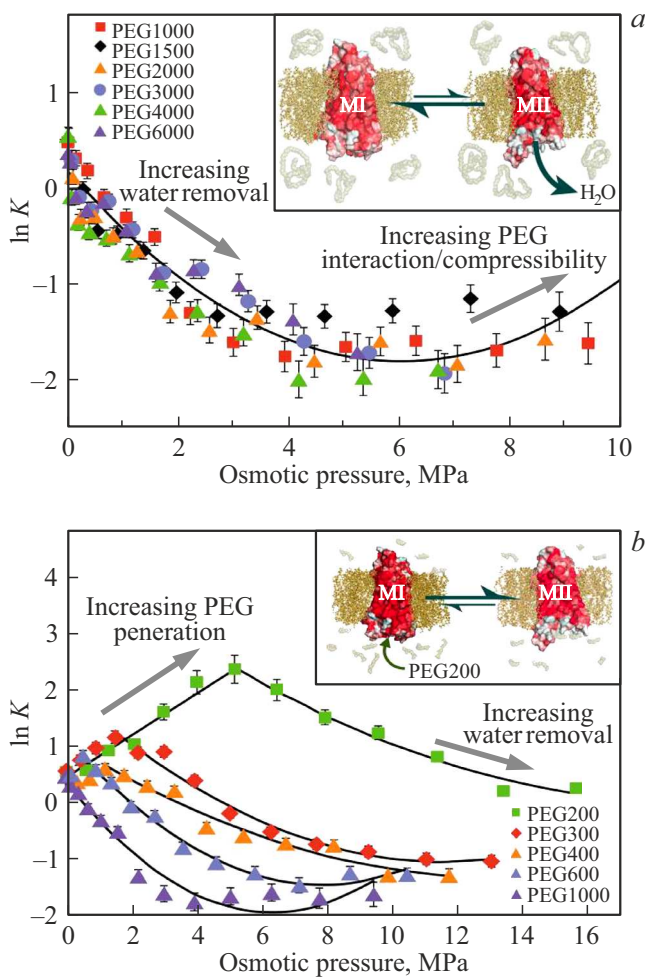 a
PEG1000
PEG1500
PEG2000
PEG3000
PEG4000
PEG6000
MI
MII
H₂O
Increasing
water removal
Increasing PEG
interaction/compressibility
ln K
1
0
−1
−2
0
2
4
6
8
10
Osmotic pressure, MPa
b
MI
MII
PEG200
Increasing PEG
peneration
Increasing
water removal
ln K
4
3
2
1
0
−1
−2
PEG200
PEG300
PEG400
PEG600
PEG1000
0
2
4
6
8
10
12
14
16
Osmotic pressure, MPa